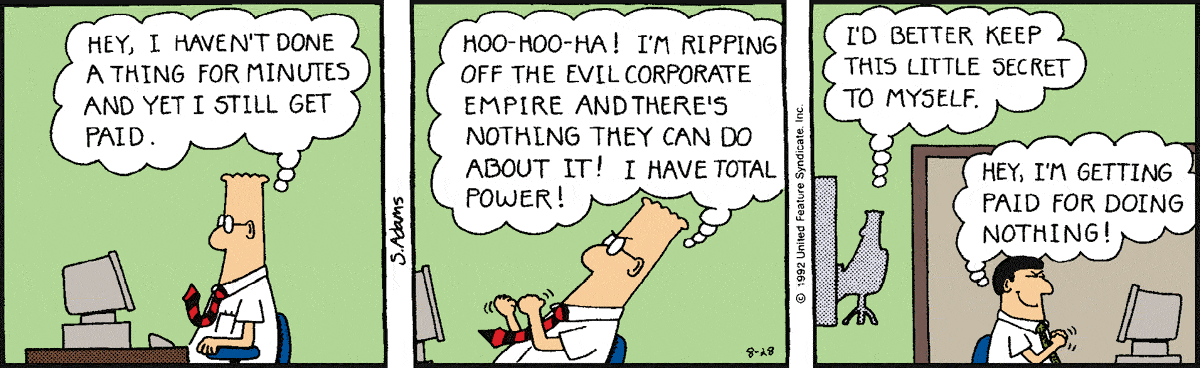 HEY, I HAVEN'T DONE
A THING FOR MINUTES
AND YET I STILL GET
PAID.
S.Adams
HOO-HOO-HA! I'M RIPPING
OFF THE EVIL CORPORATE
EMPIRE AND THERE'S
NOTHING THEY CAN DO
ABOUT IT! I HAVE TOTAL
POWER!
8-28
© 1992 United Feature Syndicate, Inc.
I'D BETTER KEEP
THIS LITTLE SECRET
TO MYSELF.
HEY, I'M GETTING
PAID FOR DOING
NOTHING!